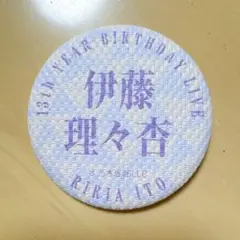 13TH YEAR BIRTHDAY LIVE
伊藤
理々杏
RIRIA ITO